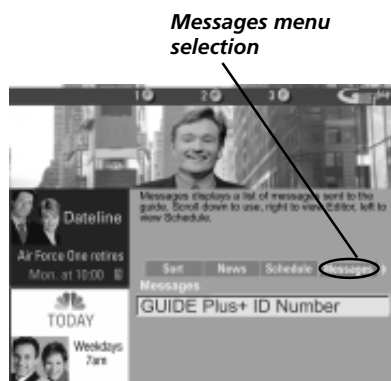 Messages menu
selection
1 2 3 G
Dateline
Air Force One retires
Mon. at 10:00
TODAY
Weekdays
7am
Messages displays a list of messages sent to the
guide. Scroll down to use, right to view Editor, left to
view Schedule.
Sort News Schedule Messages
Messages
GUIDE Plus+ ID Number